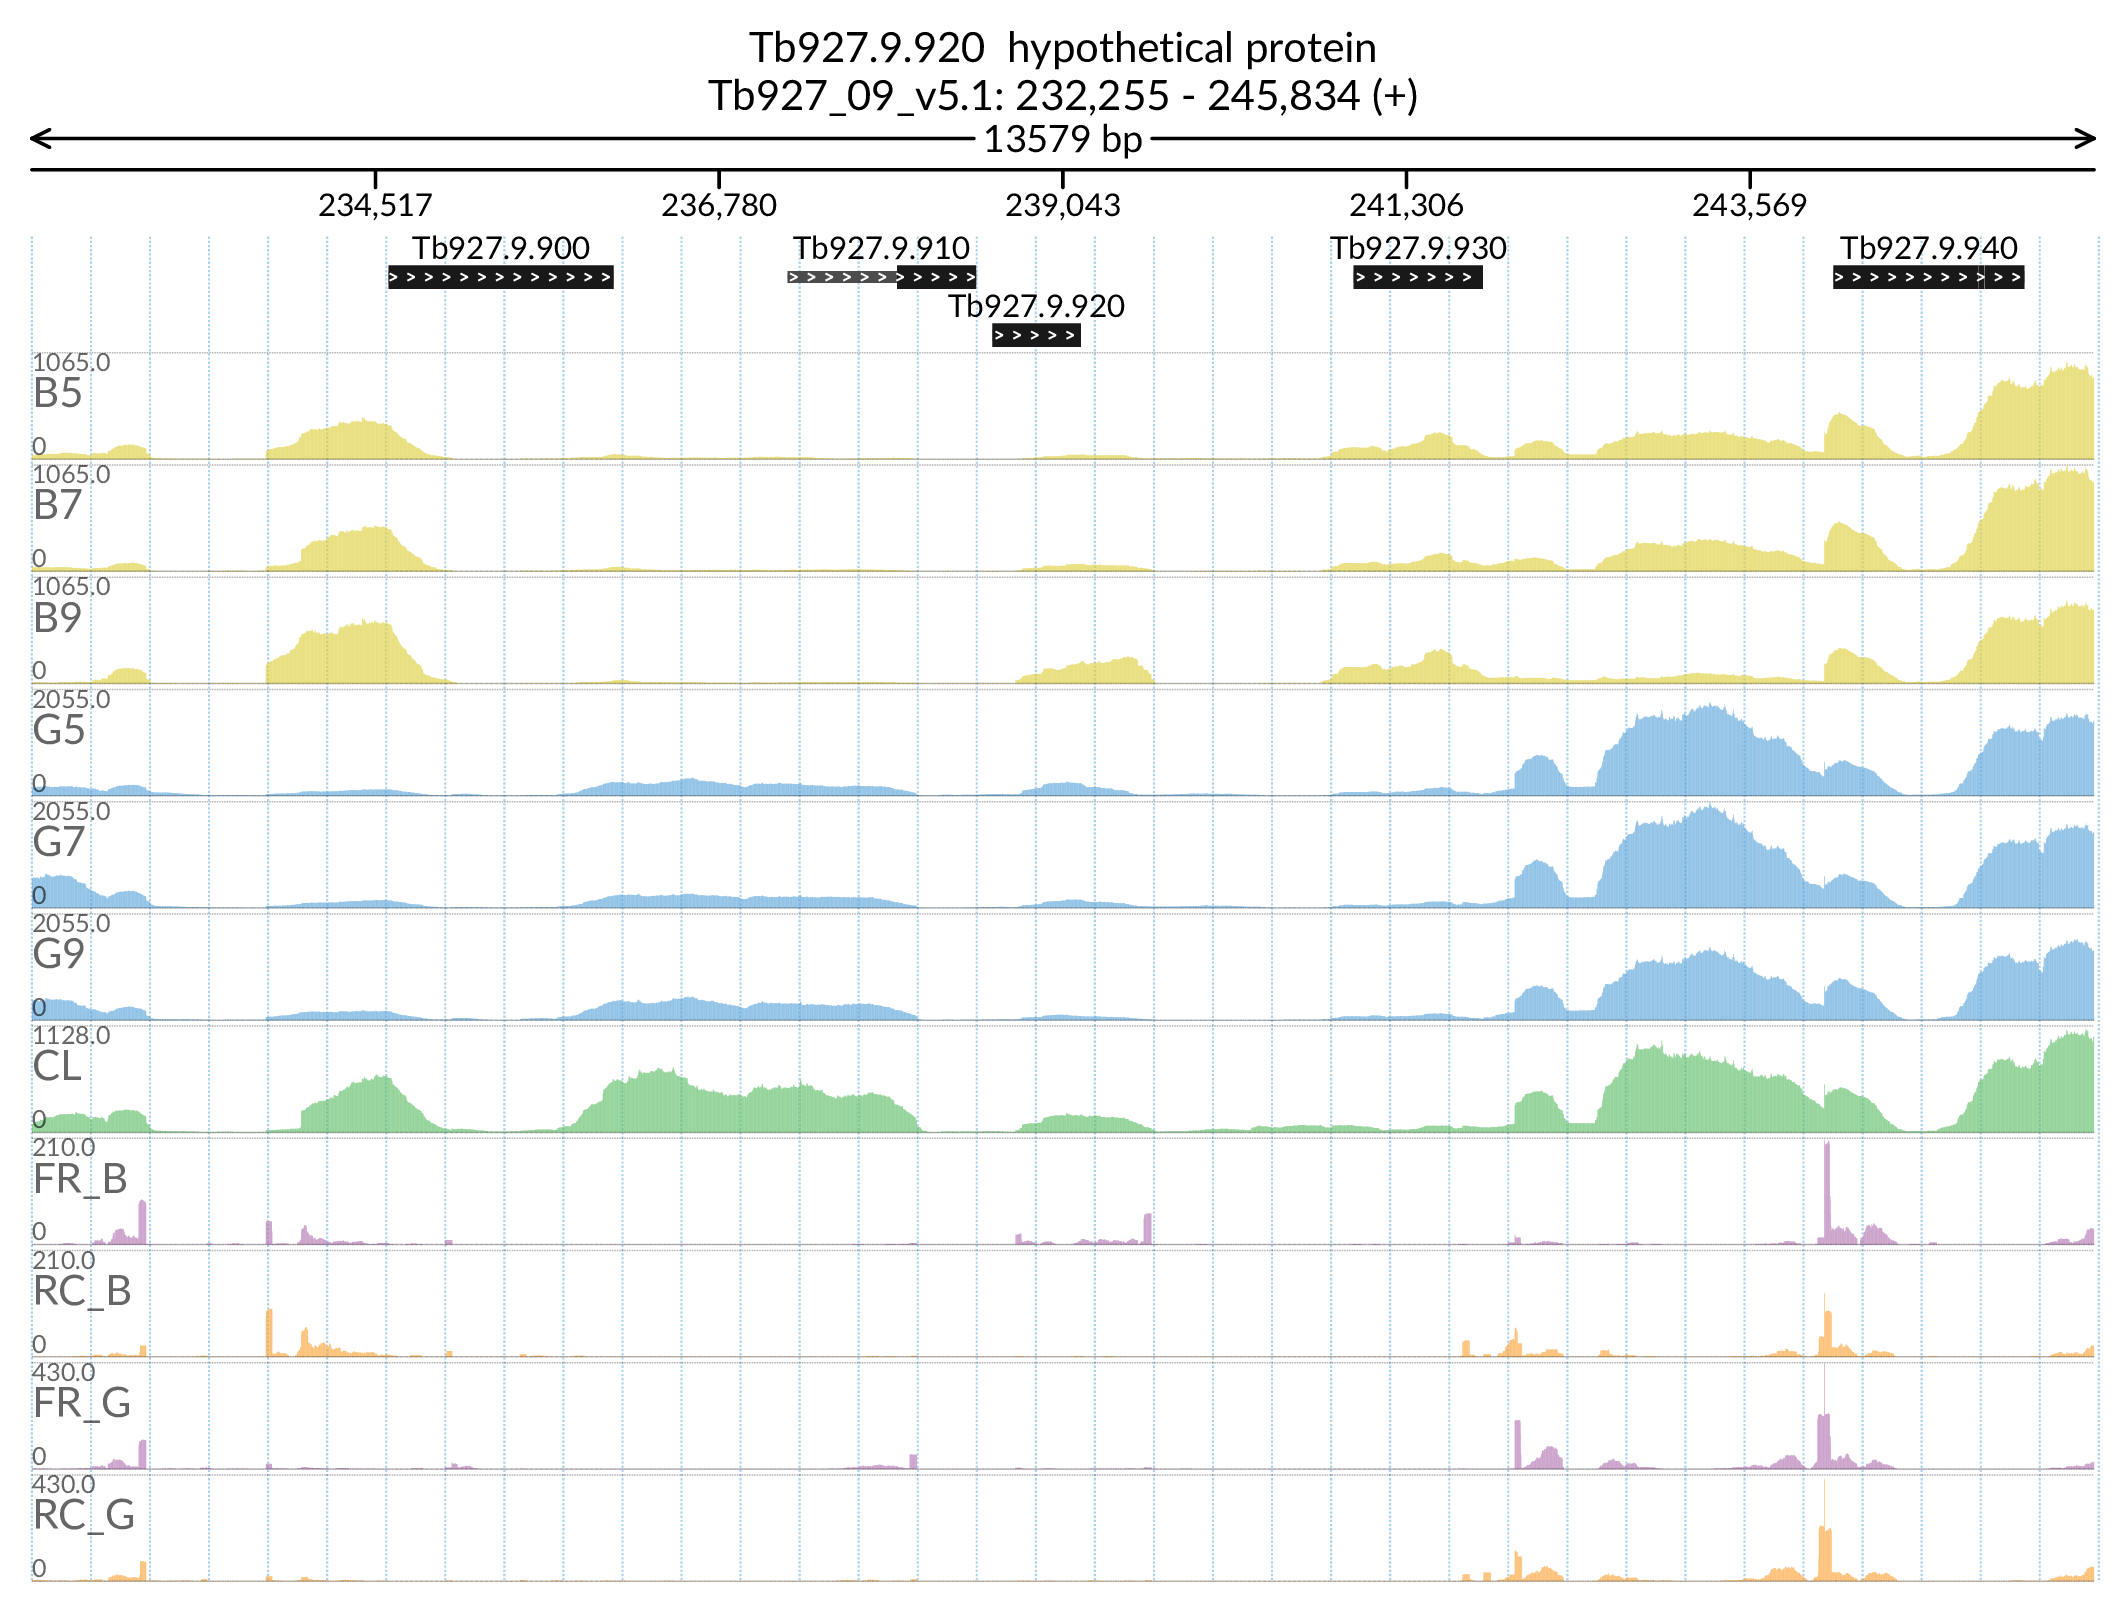 Tb927.9.920 hypothetical protein
Tb927_09_v5.1: 232,255 - 245,834 (+)
13579 bp
234,517 236,780 239,043 241,306 243,569
Tb927.9.900 Tb927.9.910 Tb927.9.930 Tb927.9.940
Tb927.9.920
1065.0
B5
0
1065.0
B7
0
1065.0
B9
0
2055.0
G5
0
2055.0
G7
0
2055.0
G9
0
1128.0
CL
0
210.0
FR_B
0
210.0
RC_B
0
430.0
FR_G
0
430.0
RC_G
0